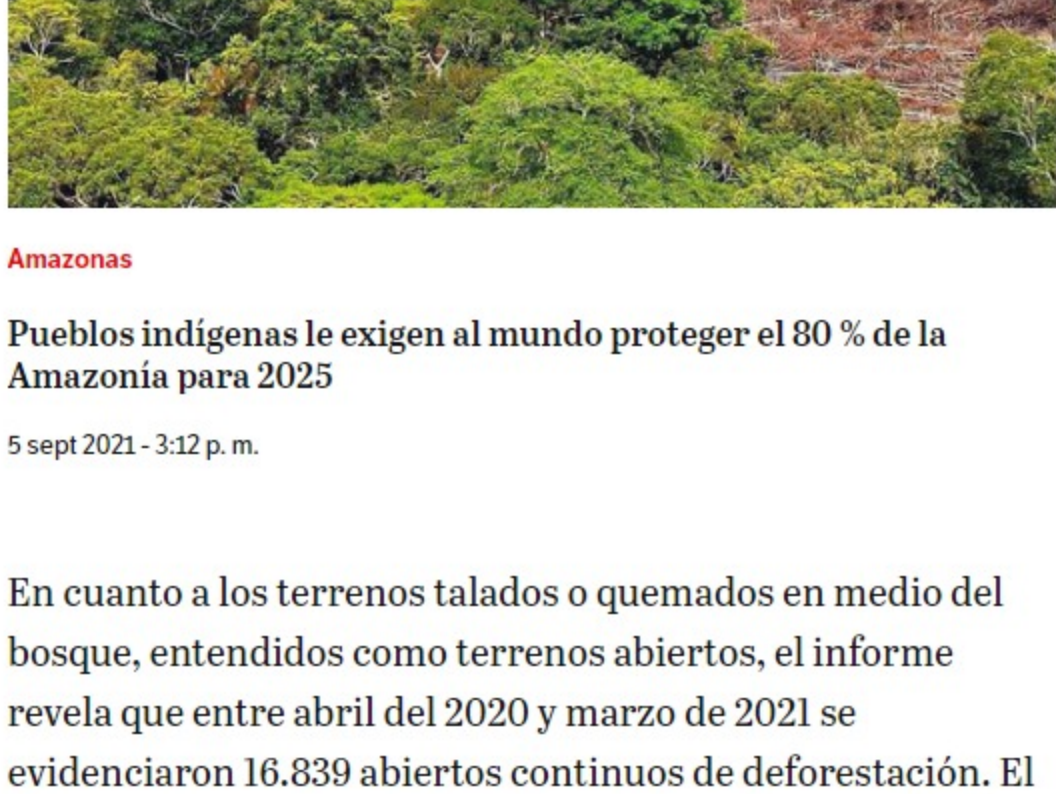 Amazonas
Pueblos indígenas le exigen al mundo proteger el 80 % de la
Amazonía para 2025
5 sept 2021 - 3:12 p. m.
En cuanto a los terrenos talados o quemados en medio del
bosque, entendidos como terrenos abiertos, el informe
revela que entre abril del 2020 y marzo de 2021 se
evidenciaron 16.839 abiertos continuos de deforestación. El